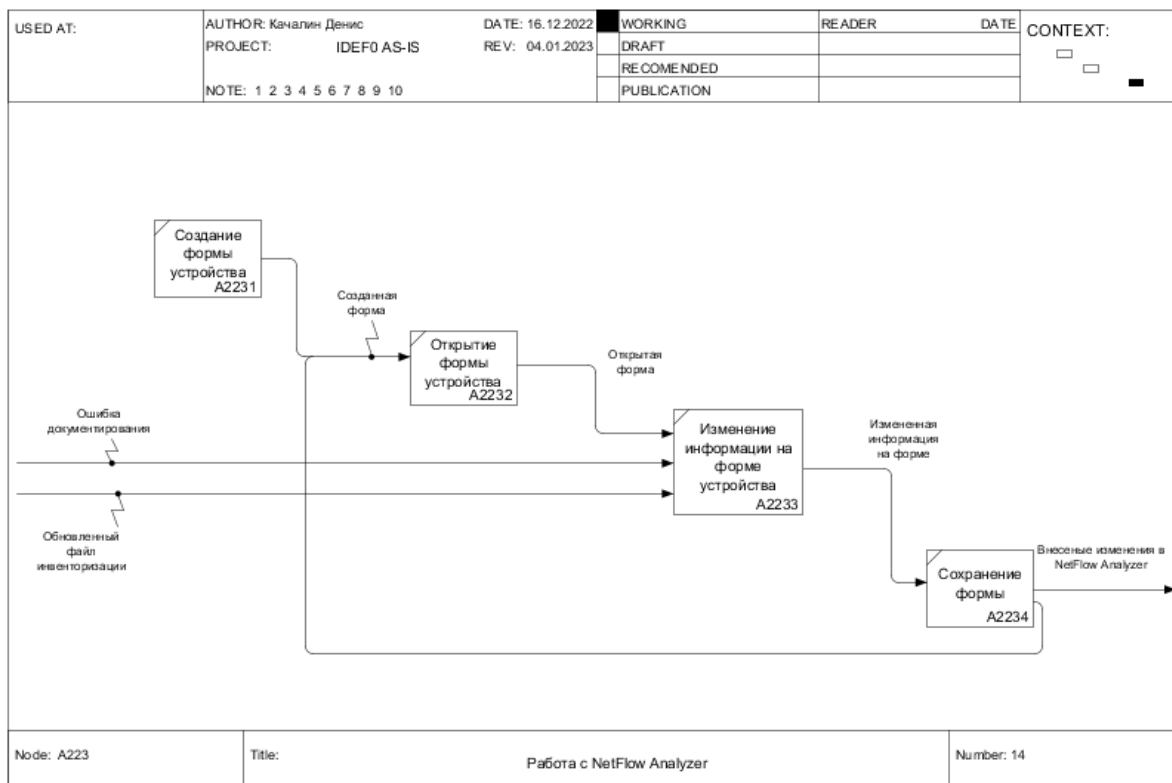 USED AT:
AUTHOR: Качалин Денис
DATE: 16.12.2022
PROJECT: IDEF0 AS-IS
REV: 04.01.2023
NOTE: 1 2 3 4 5 6 7 8 9 10
WORKING
DRAFT
RECOMENDED
PUBLICATION
READER
DATE
CONTEXT:
Создание
формы
устройства
A2231
Созданная
форма
Открытие
формы
устройства
A2232
Открытая
форма
Ошибка
документирования
Изменение
информации на
форме
устройства
A2233
Измененная
информация
на форме
Обновленный
файл
инвенторизации
Сохранение
формы
A2234
Внесеные изменения в
NetFlow Analyzer
Node: A223
Title:
Работа с NetFlow Analyzer
Number: 14